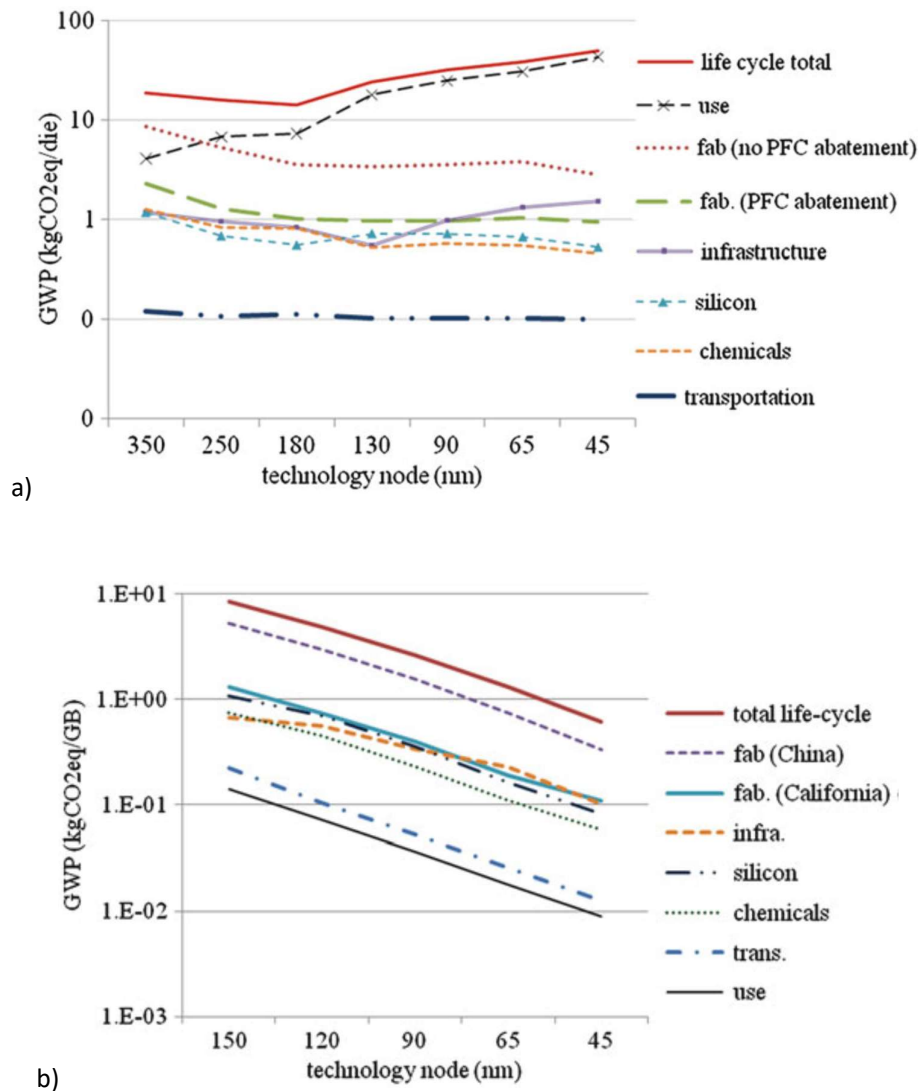 100
10
1
0
0
GWP (kgCO2eq/die)
350 250 180 130 90 65 45
technology node (nm)
life cycle total
use
fab (no PFC abatement)
fab. (PFC abatement)
infrastructure
silicon
chemicals
transportation
a)
1.E+01
1.E+00
1.E-01
1.E-02
1.E-03
GWP (kgCO2eq/GB)
150 120 90 65 45
technology node (nm)
total life-cycle
fab (China)
fab. (California)
infra.
silicon
chemicals
trans.
use
b)